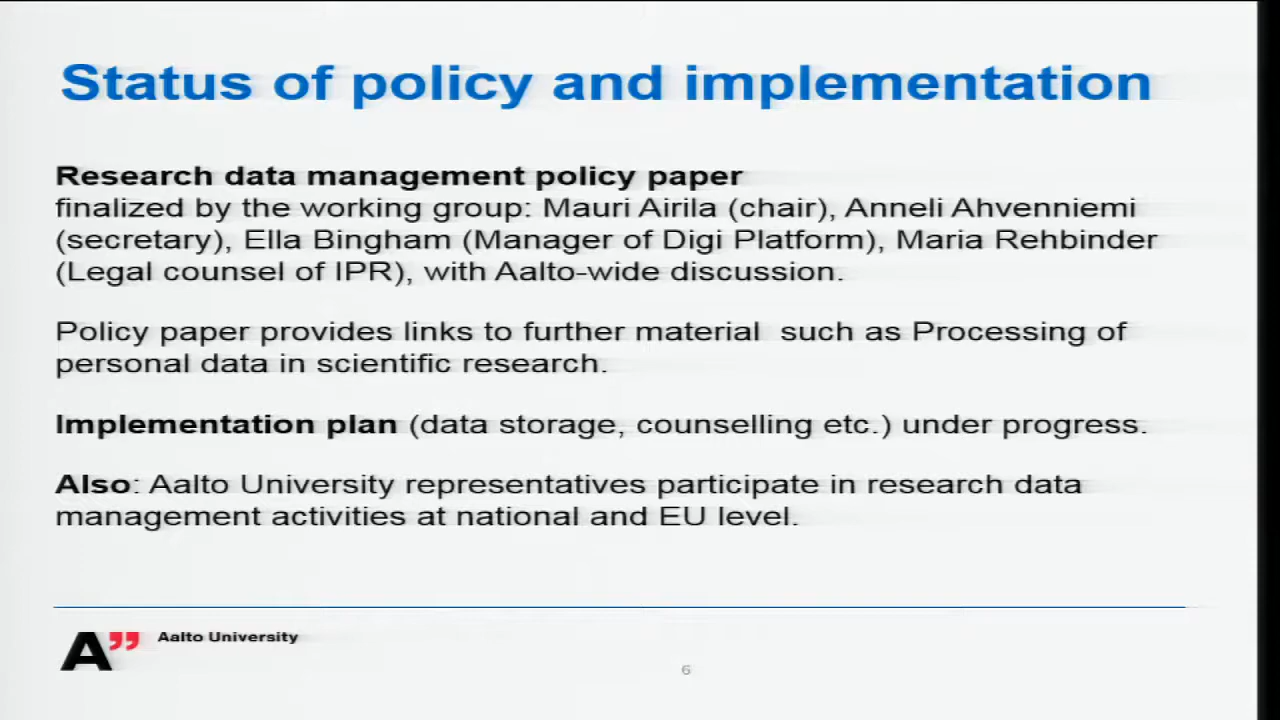 Status of policy and implementation
Research data management policy paper
finalized by the working group: Mauri Airila (chair), Anneli Ahvenniemi
(secretary), Ella Bingham (Manager of Digi Platform), Maria Rehbinder
(Legal counsel of IPR), with Aalto-wide discussion.
Policy paper provides links to further material  such as Processing of
personal data in scientific research.
Implementation plan (data storage, counselling etc.) under progress.
Also: Aalto University representatives participate in research data
management activities at national and EU level.
A”
Aalto University
6